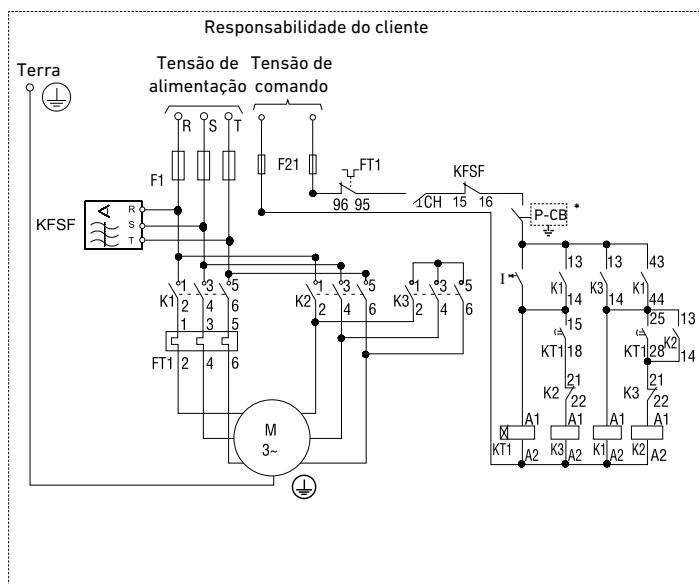 Responsabilidade do cliente
Terra
Tensão de alimentação
Tensão de comando
R S T
F1
F21
FT1
96 95
CH
KFSF
15 16
P-CB *
KFSF
R
S
T
K1
1 3 5
2 4 6
K2
1 3 5
2 4 6
K3
1 3 5
2 4 6
FT1
1 3 5
2 4 6
M
3~
I
13 13 43
K1 K3 K1
14 14 44
15 25 13
KT1 KT1 K2
18 28 14
K2 21 K3 21
22 22
A1 A1 A1 A1
KT1 K3 K1 K2
A2 A2 A2 A2